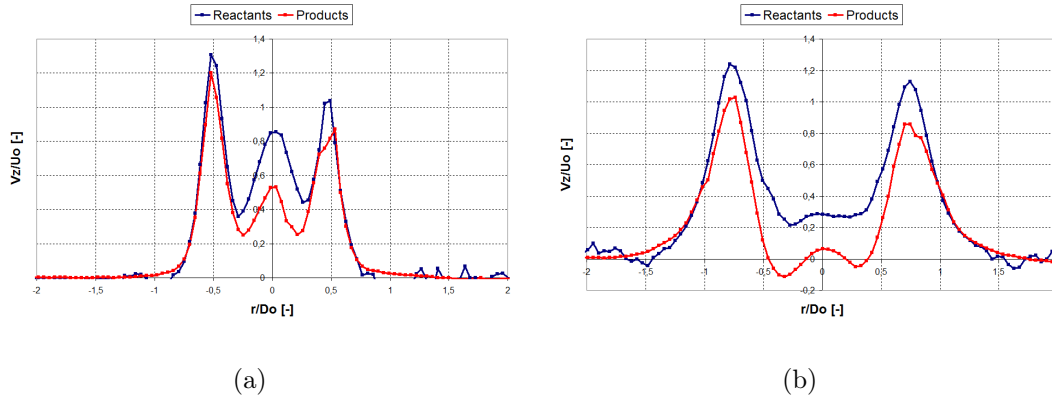 Reactants Products
1,4
1,2
1
0,8
0,6
0,4
0,2
0
-2 -1,5 -1 -0,5 0 0,5 1 1,5 2
Vz/Uo [-]
r/Do [-]
(a)
Reactants Products
1,4
1,2
1
0,8
0,6
0,4
0,2
0
-0,2
-2 -1,5 -1 -0,5 0 0,5 1 1,5
Vz/Uo [-]
r/Do [-]
(b)